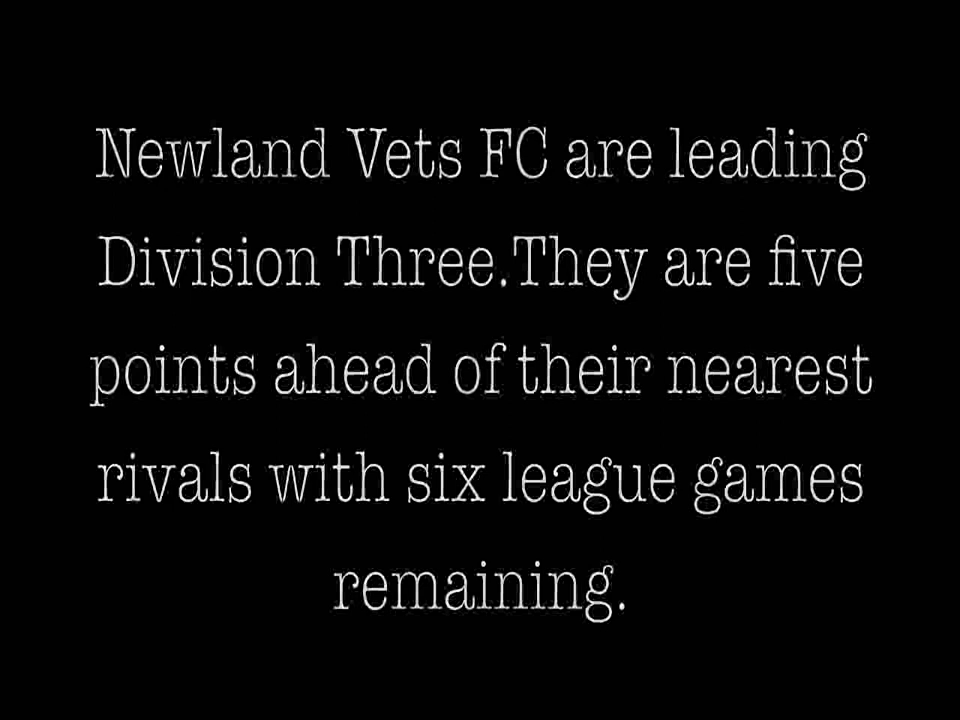 Newland Vets FC are leading
Division Three.They are five
points ahead of their nearest
rivals with six league games
remaining.